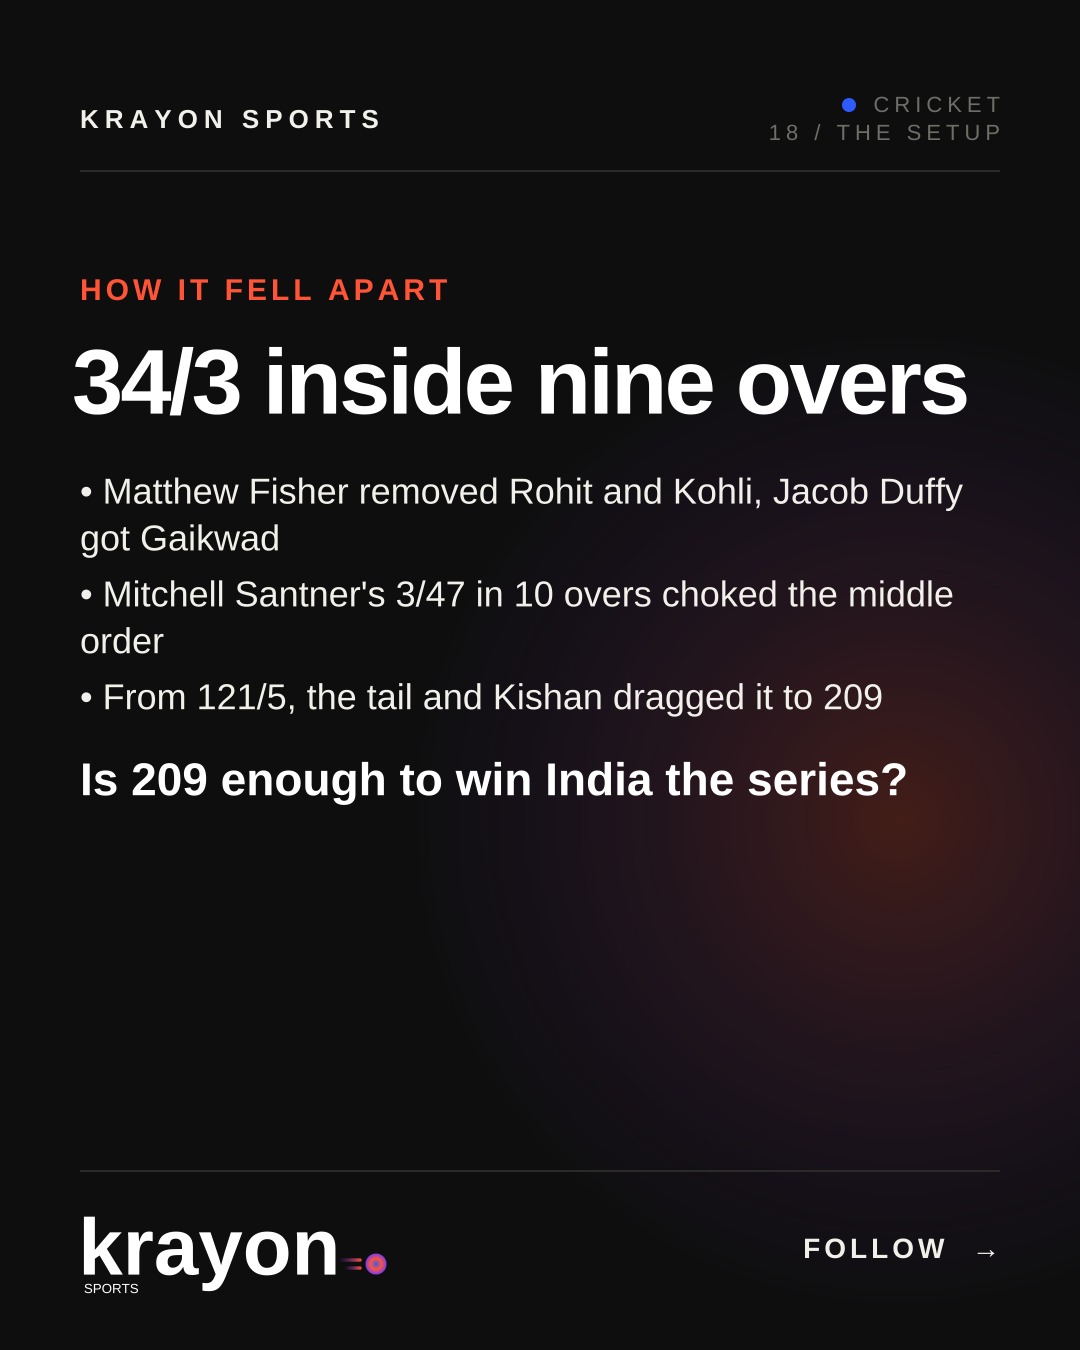 KRAYON SPORTS
CRICKET
18 / THE SETUP
HOW IT FELL APART
34/3 inside nine overs
• Matthew Fisher removed Rohit and Kohli, Jacob Duffy
got Gaikwad
• Mitchell Santner's 3/47 in 10 overs choked the middle
order
• From 121/5, the tail and Kishan dragged it to 209
Is 209 enough to win India the series?
krayon
SPORTS
FOLLOW →